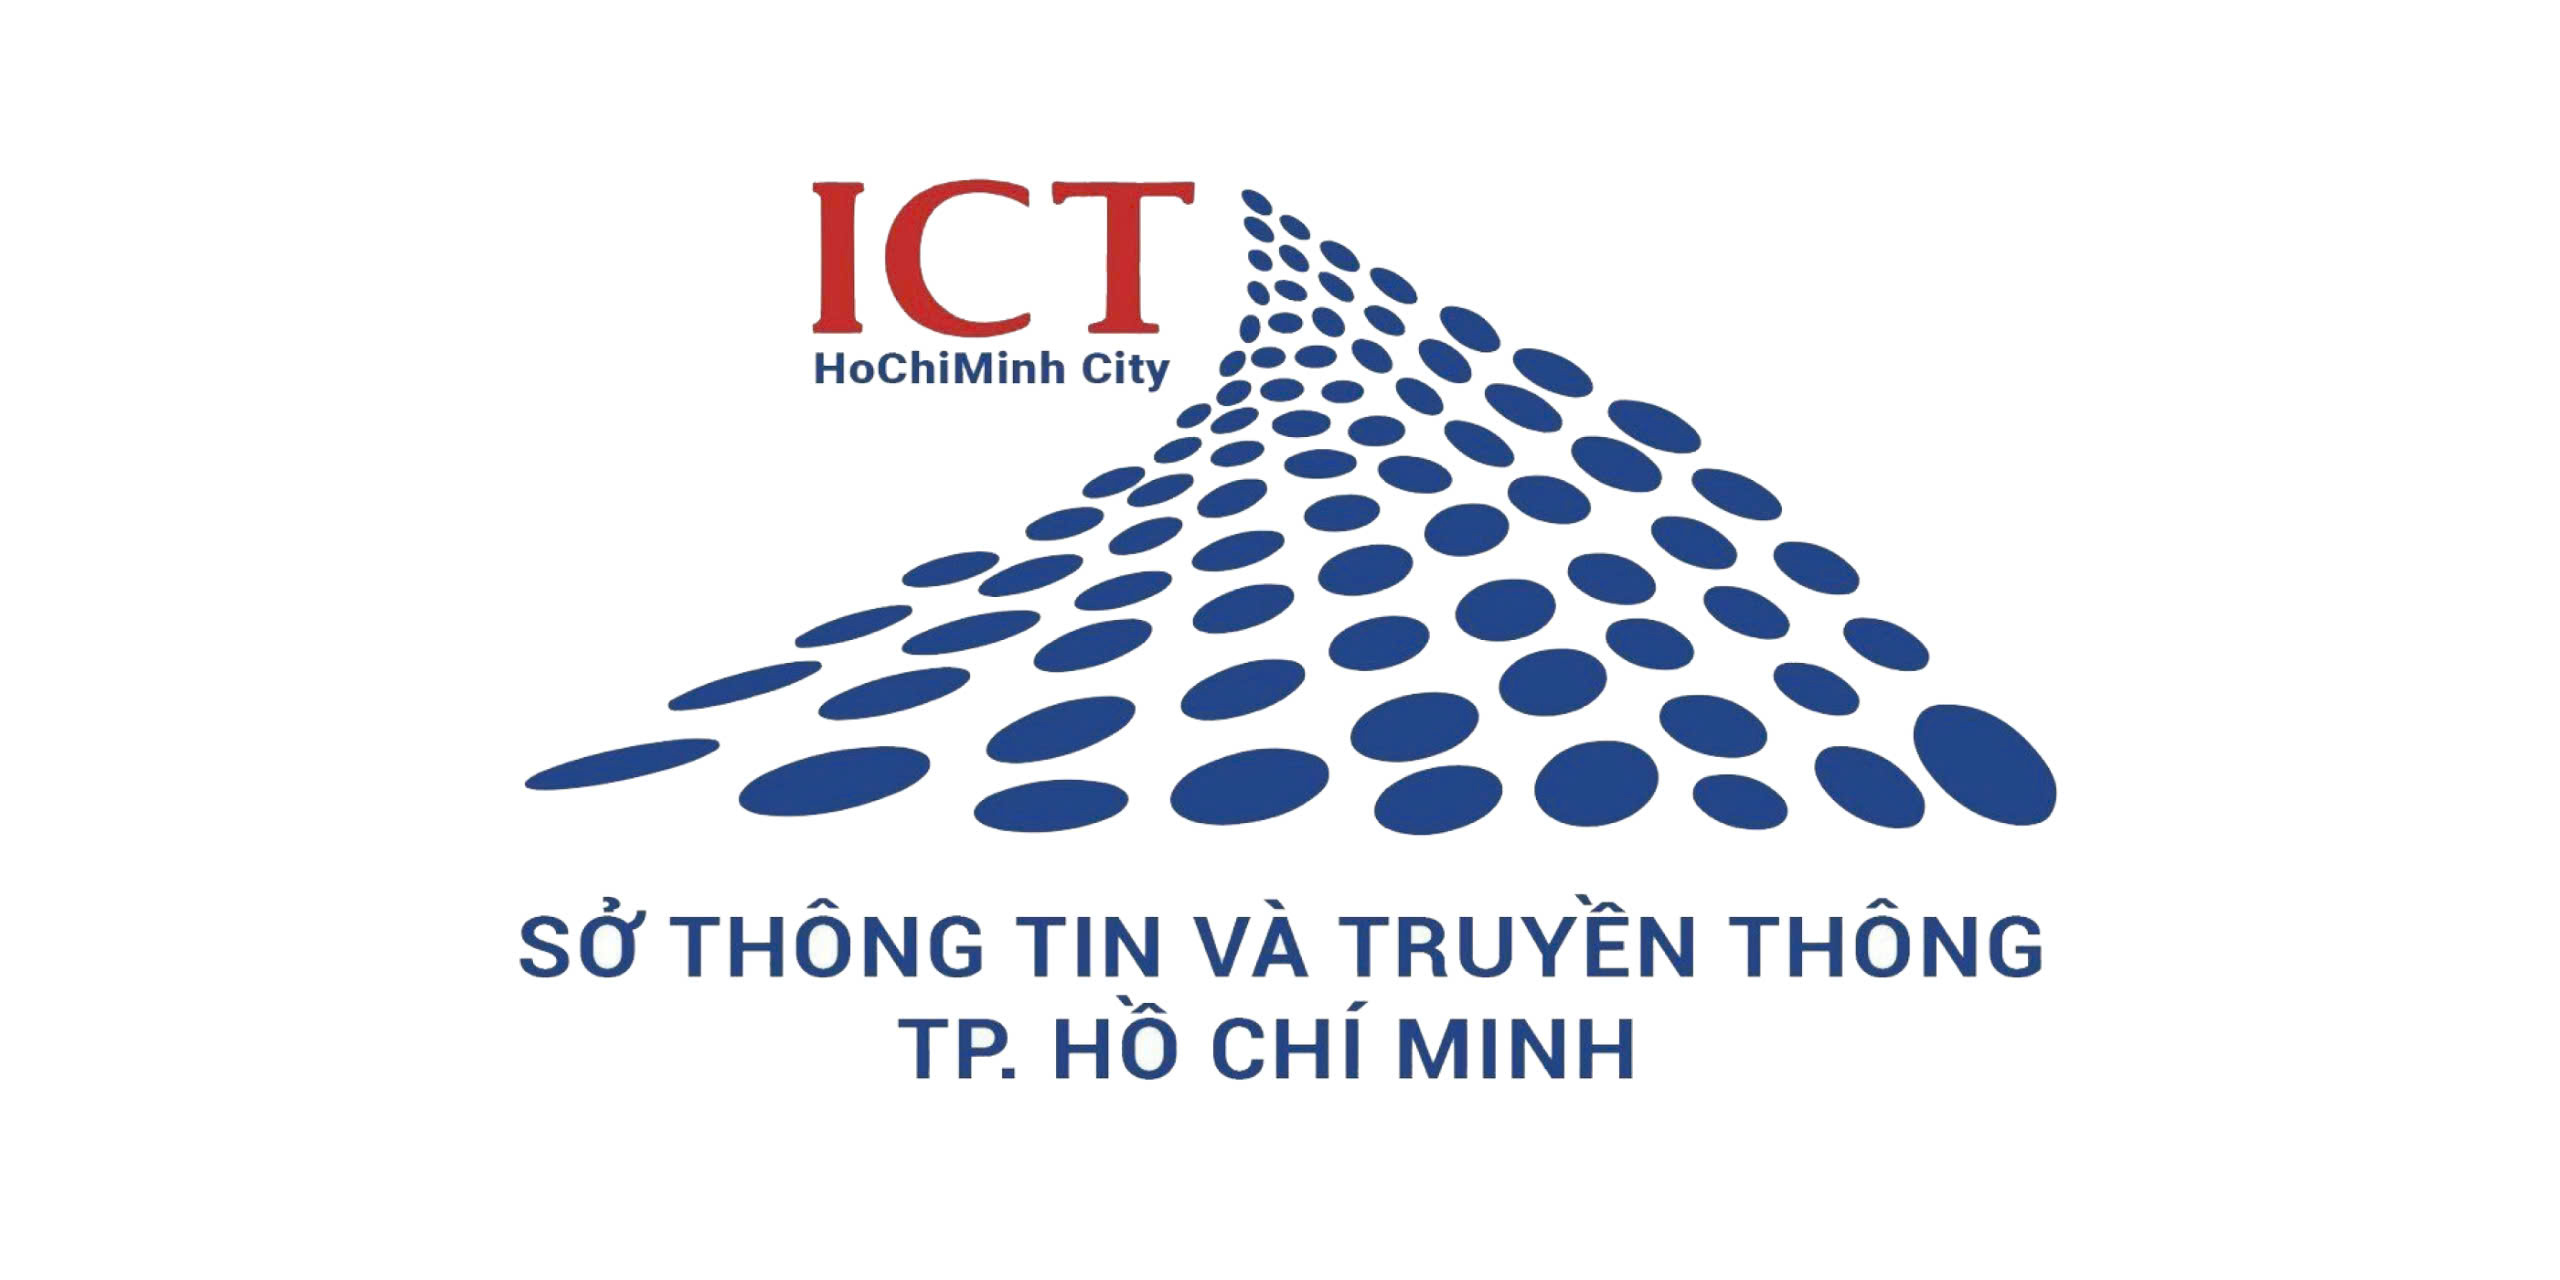 ICT
HoChiMinh City
SỞ THÔNG TIN VÀ TRUYỀN THÔNG
TP. HỒ CHÍ MINH